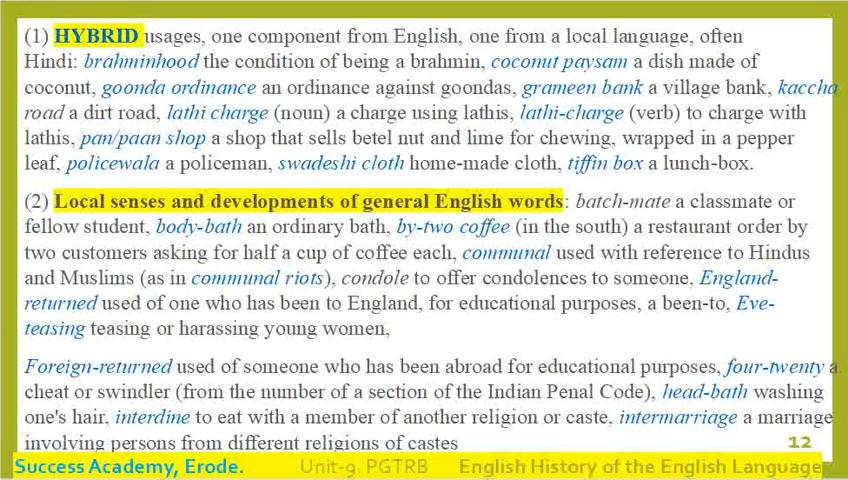 (1) HYBRID usages, one component from English, one from a local language, often
Hindi: brahminhood the condition of being a brahmin, coconut paysam a dish made of
coconut, goonda ordinance an ordinance against goondas, grameen bank a village bank, kaccha
road a dirt road, lathi charge (noun) a charge using lathis, lathi-charge (verb) to charge with
lathis, pan/paan shop a shop that sells betel nut and lime for chewing, wrapped in a pepper
leaf, policewala a policeman, swadeshi cloth home-made cloth, tiffin box a lunch-box.
(2) Local senses and developments of general English words: batch-mate a classmate or
fellow student, body-bath an ordinary bath, by-two coffee (in the south) a restaurant order by
two customers asking for half a cup of coffee each, communal used with reference to Hindus
and Muslims (as in communal riots), condole to offer condolences to someone, England-
returned used of one who has been to England, for educational purposes, a been-to, Eve-
teasing teasing or harassing young women,
Foreign-returned used of someone who has been abroad for educational purposes, four-twenty a
cheat or swindler (from the number of a section of the Indian Penal Code), head-bath washing
one's hair, interdine to eat with a member of another religion or caste, intermarriage a marriage
involving persons from different religions of castes
12
Success Academy, Erode. Unit-9. PGTRB English History of the English Language